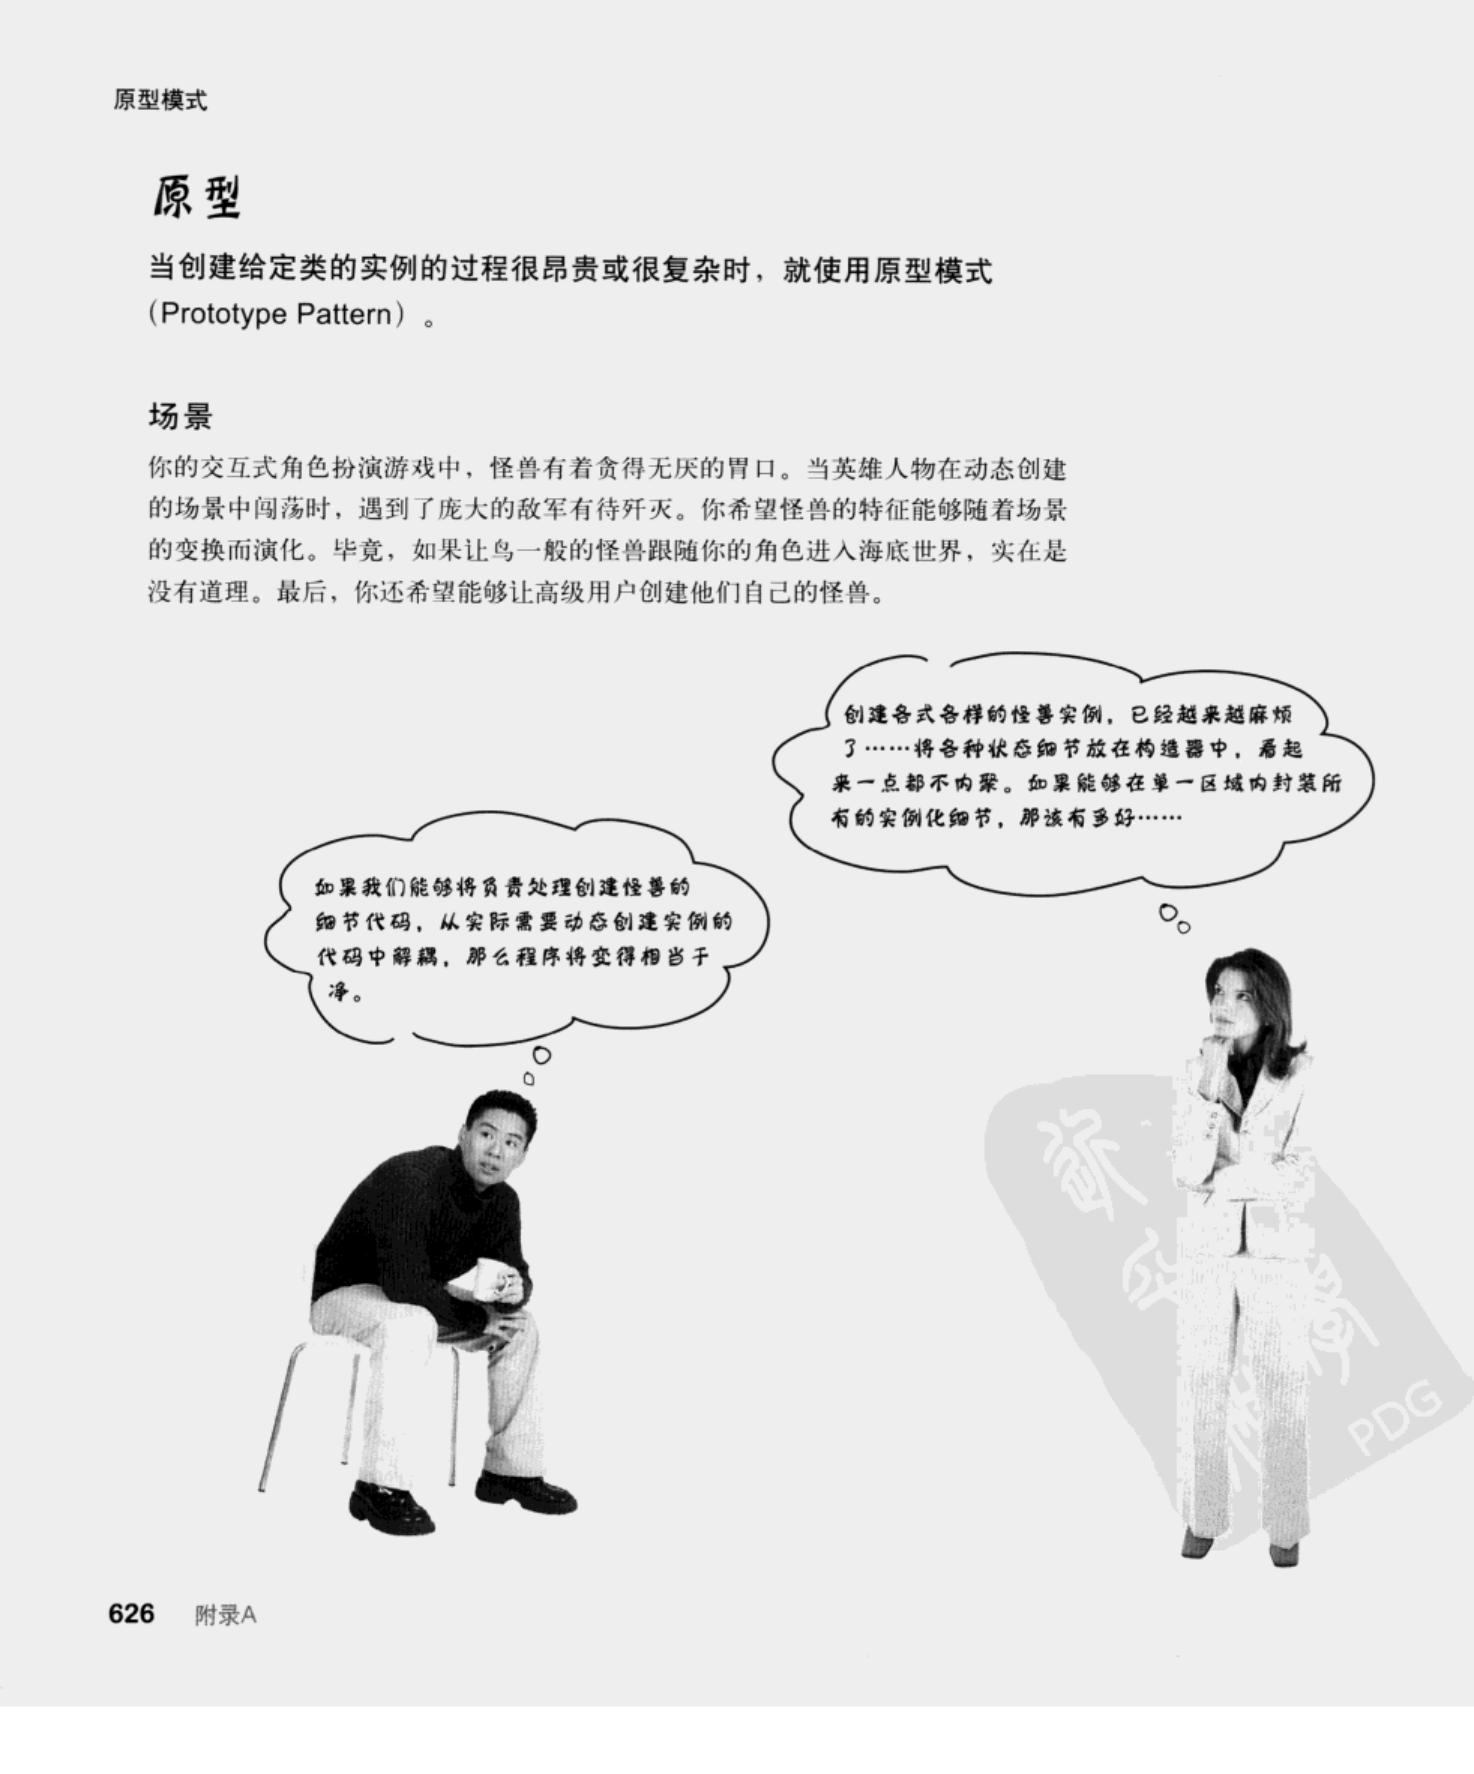 原型模式
原型
当创建给定类的实例的过程很昂贵或很复杂时，就使用原型模式
（Prototype Pattern）。
场景
你的交互式角色扮演游戏中，怪兽有着贪得无厌的胃口。当英雄人物在动态创建
的场景中闯荡时，遇到了庞大的敌军有待歼灭。你希望怪兽的特征能够随着场景
的变换而演化。毕竟，如果让鸟一般的怪兽跟随你的角色进入海底世界，实在是
没有道理。最后，你还希望能够让高级用户创建他们自己的怪兽。
创建各式各样的怪兽实例，已经越来越麻烦
了……将各种状态细节放在构造器中，看起
来一点都不内聚。如果能够在单一区域内封装所
有的实例化细节，那该有多好……
如果我们能够将负责处理创建怪兽的
细节代码，从实际需要动态创建实例的
代码中解耦，那么程序将变得相当干
净。
PDG
626 附录A